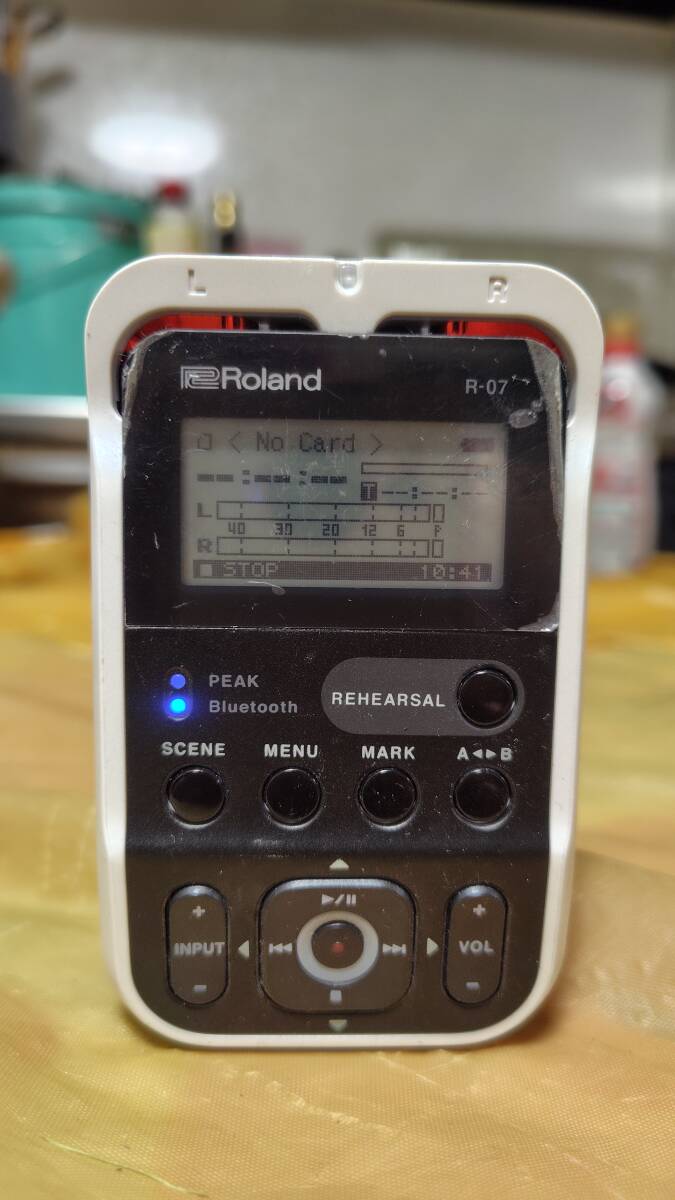 L R
Roland R-07
< No Card >
-- : -- : --
T --:--:--
L
40 30 20 12 6 P
R
STOP 10:41
PEAK
Bluetooth
REHEARSAL
SCENE MENU MARK A◄►B
+ ►/II +
INPUT |◄◄ ►►| VOL
- ■ -